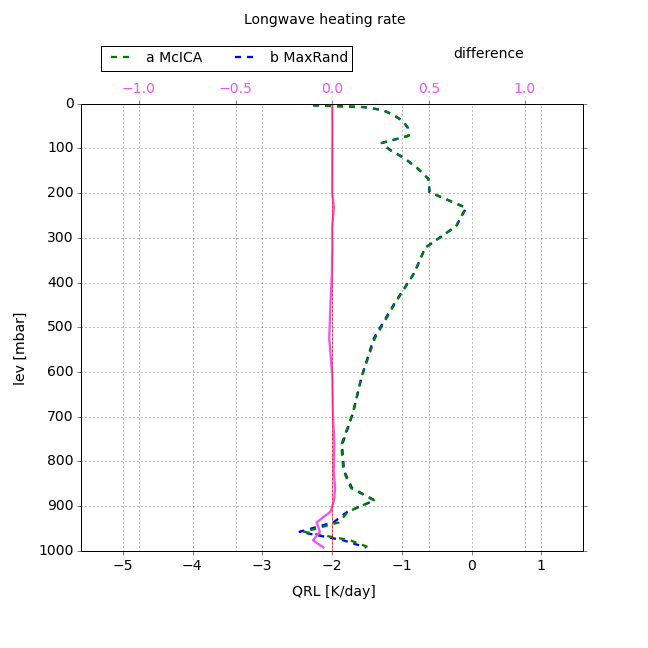 Longwave heating rate
a McICA b MaxRand
difference
−1.0 −0.5 0.0 0.5 1.0
0
100
200
300
400
500
600
700
800
900
1000
lev [mbar]
−5 −4 −3 −2 −1 0 1
QRL [K/day]